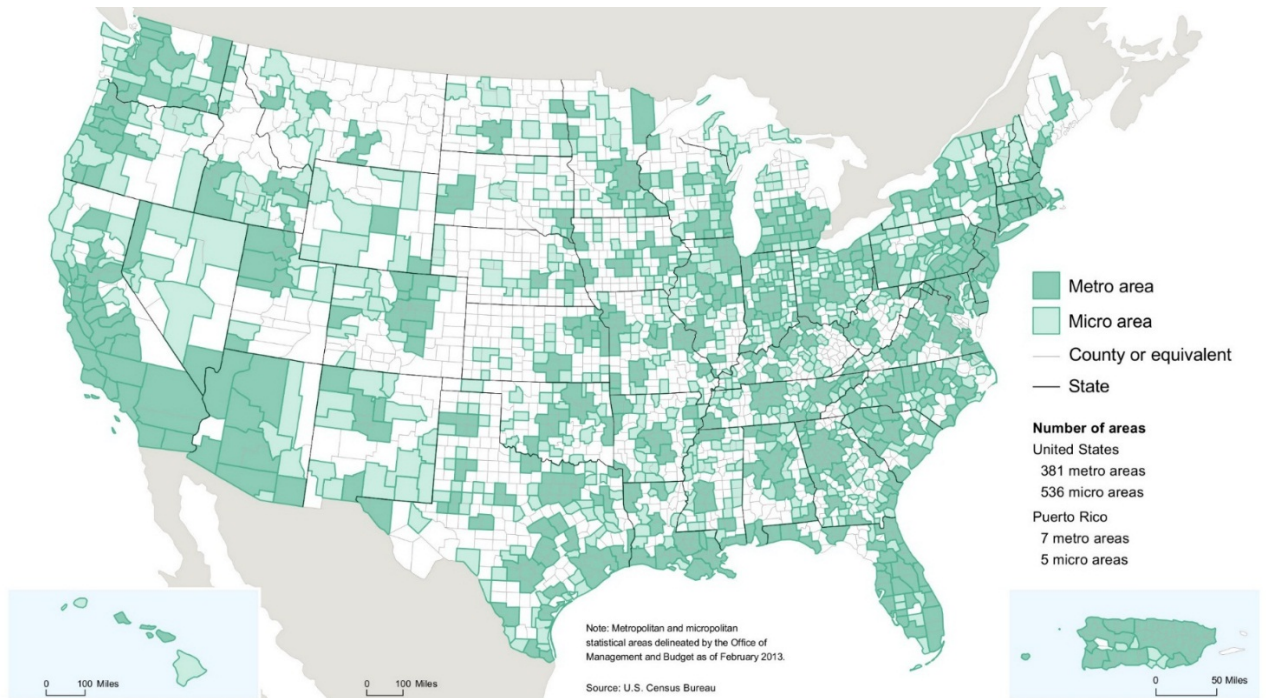 Metro area
Micro area
County or equivalent
State
Number of areas
United States
381 metro areas
536 micro areas
Puerto Rico
7 metro areas
5 micro areas
Note: Metropolitan and micropolitan
statistical areas delineated by the Office of
Management and Budget as of February 2013.
Source: U.S. Census Bureau
0 100 Miles
0 100 Miles
0 50 Miles